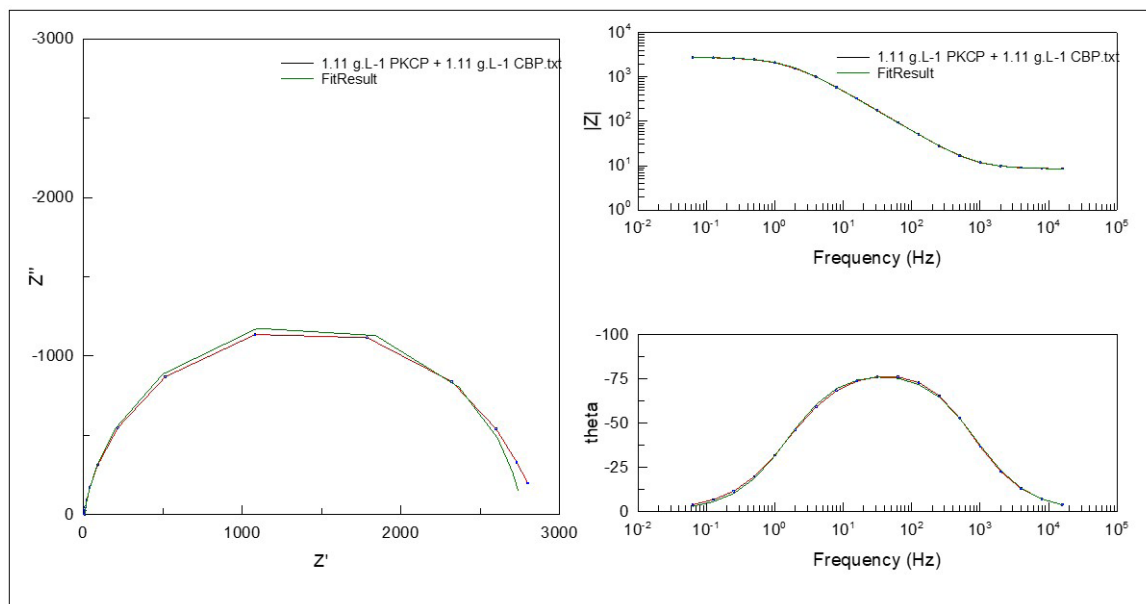 1.11 g.L-1 PKCP + 1.11 g.L-1 CBP.txt
FitResult
-3000
-2000
-1000
0
Z''
0 1000 2000 3000
Z'
1.11 g.L-1 PKCP + 1.11 g.L-1 CBP.txt
FitResult
10^4
10^3
10^2
10^1
10^0
|Z|
10^-2 10^-1 10^0 10^1 10^2 10^3 10^4 10^5
Frequency (Hz)
-100
-75
-50
-25
0
theta
10^-2 10^-1 10^0 10^1 10^2 10^3 10^4 10^5
Frequency (Hz)